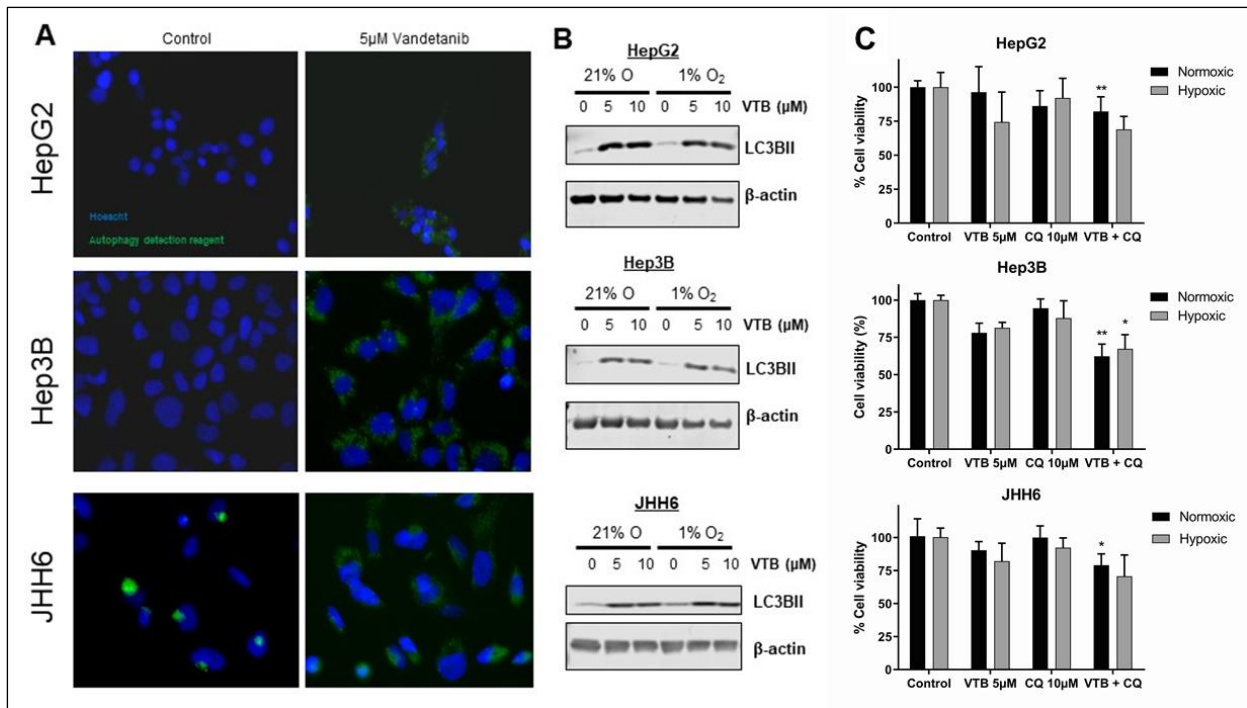 A
Control
5µM Vandetanib
HepG2
Hoescht
Autophagy detection reagent
Hep3B
JHH6
B
HepG2
21% O 1% O₂
0 5 10 0 5 10 VTB (µM)
LC3BII
β-actin
Hep3B
21% O 1% O₂
0 5 10 0 5 10 VTB (µM)
LC3BII
β-actin
JHH6
21% O 1% O₂
0 5 10 0 5 10 VTB (µM)
LC3BII
β-actin
C
HepG2
% Cell viability
100
75
50
25
0
**
Normoxic
Hypoxic
Control VTB 5µM CQ 10µM VTB + CQ
Hep3B
Cell viability (%)
100
75
50
25
0
** *
Normoxic
Hypoxic
Control VTB 5µM CQ 10µM VTB + CQ
JHH6
% Cell viability
100
75
50
25
0
*
Normoxic
Hypoxic
Control VTB 5µM CQ 10µM VTB + CQ